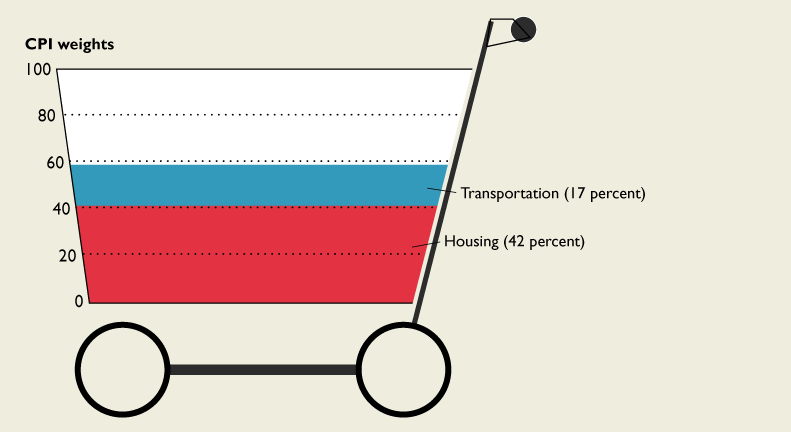 CPI weights
100
80
60
Transportation (17 percent)
40
Housing (42 percent)
20
0